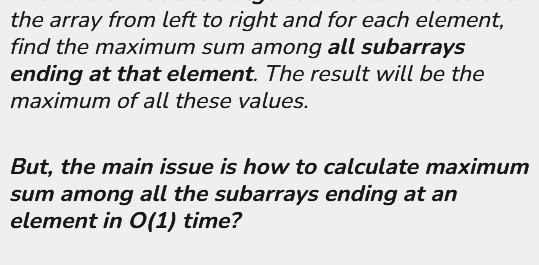 the array from left to right and for each element,
find the maximum sum among all subarrays
ending at that element. The result will be the
maximum of all these values.
But, the main issue is how to calculate maximum
sum among all the subarrays ending at an
element in O(1) time?